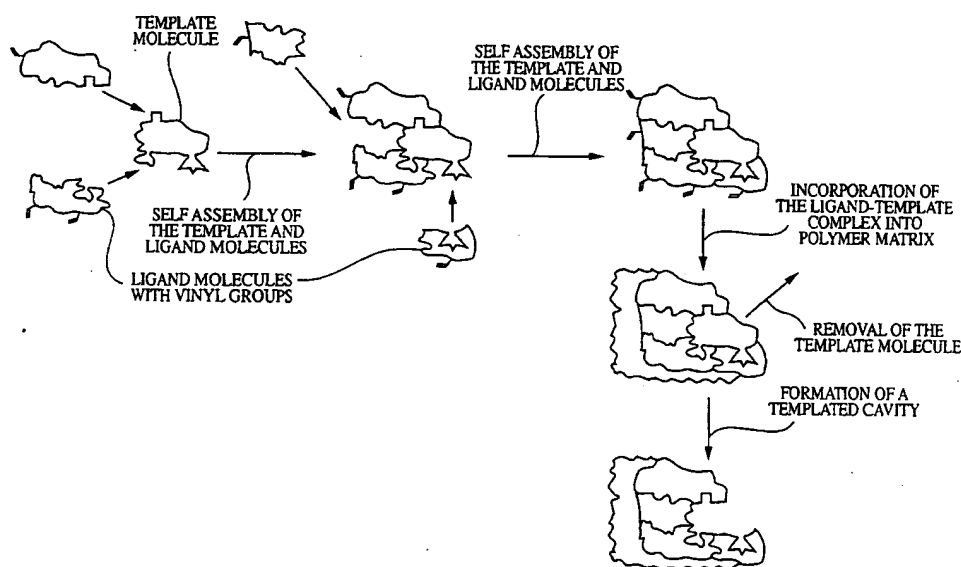 TEMPLATE
MOLECULE
SELF ASSEMBLY OF
THE TEMPLATE AND
LIGAND MOLECULES
SELF ASSEMBLY OF
THE TEMPLATE AND
LIGAND MOLECULES
LIGAND MOLECULES
WITH VINYL GROUPS
INCORPORATION OF
THE LIGAND-TEMPLATE
COMPLEX INTO
POLYMER MATRIX
REMOVAL OF THE
TEMPLATE MOLECULE
FORMATION OF A
TEMPLATED CAVITY